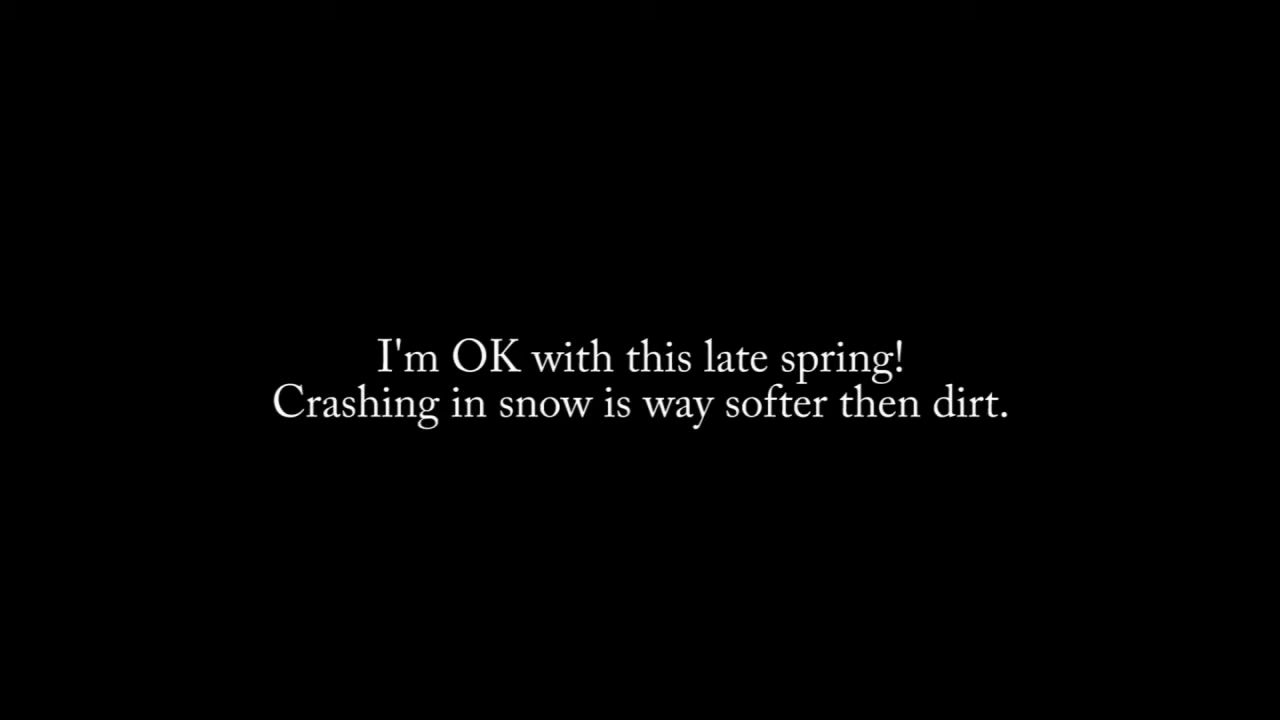 I'm OK with this late spring!
Crashing in snow is way softer then dirt.